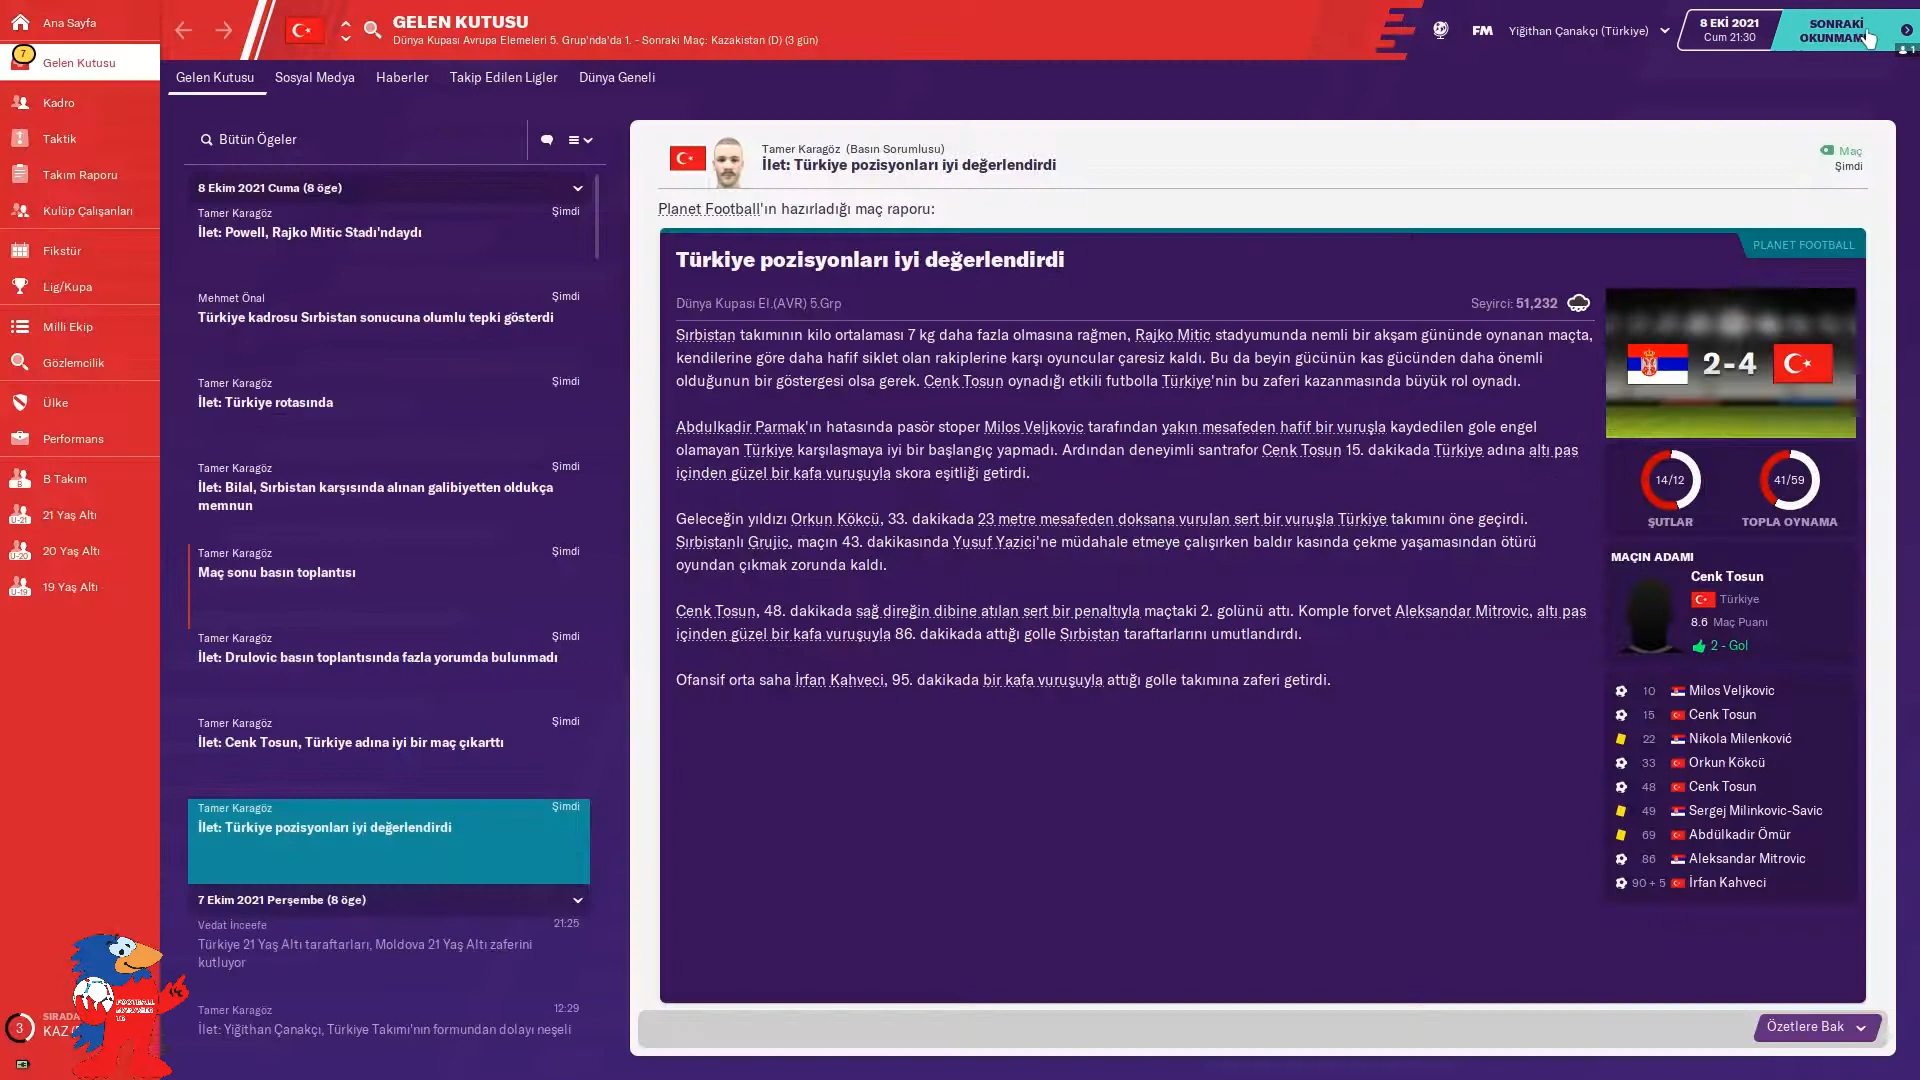 Ana Sayfa
7
Gelen Kutusu
Kadro
Taktik
Takım Raporu
Kulüp Çalışanları
Fikstür
Lig/Kupa
Milli Ekip
Gözlemcilik
Ülke
Performans
B Takım
21 Yaş Altı
20 Yaş Altı
19 Yaş Altı
B
U-21
U-20
U-19
3
SIRADA
KAZ
GELEN KUTUSU
Dünya Kupası Avrupa Elemeleri 5. Grup'nda'da 1. - Sonraki Maç: Kazakistan (D) (3 gün)
FM
Yiğithan Çanakçı (Türkiye)
8 EKİ 2021
Cum 21:30
SONRAKİ
OKUNMAM
1
Gelen Kutusu
Sosyal Medya
Haberler
Takip Edilen Ligler
Dünya Geneli
Bütün Ögeler
8 Ekim 2021 Cuma (8 öge)
Tamer Karagöz
Şimdi
İlet: Powell, Rajko Mitic Stadı'ndaydı
Mehmet Önal
Şimdi
Türkiye kadrosu Sırbistan sonucuna olumlu tepki gösterdi
Tamer Karagöz
Şimdi
İlet: Türkiye rotasında
Tamer Karagöz
Şimdi
İlet: Bilal, Sırbistan karşısında alınan galibiyetten oldukça
memnun
Tamer Karagöz
Şimdi
Maç sonu basın toplantısı
Tamer Karagöz
Şimdi
İlet: Drulovic basın toplantısında fazla yorumda bulunmadı
Tamer Karagöz
Şimdi
İlet: Cenk Tosun, Türkiye adına iyi bir maç çıkarttı
Tamer Karagöz
Şimdi
İlet: Türkiye pozisyonları iyi değerlendirdi
7 Ekim 2021 Perşembe (8 öge)
Vedat İnceefe
21:25
Türkiye 21 Yaş Altı taraftarları, Moldova 21 Yaş Altı zaferini
kutluyor
Tamer Karagöz
12:29
İlet: Yiğithan Çanakçı, Türkiye Takımı'nın formundan dolayı neşeli
Tamer Karagöz (Basın Sorumlusu)
İlet: Türkiye pozisyonları iyi değerlendirdi
Maç
Şimdi
Planet Football'ın hazırladığı maç raporu:
PLANET FOOTBALL
Türkiye pozisyonları iyi değerlendirdi
Dünya Kupası El.(AVR) 5.Grp
Seyirci: 51,232
Sırbistan takımının kilo ortalaması 7 kg daha fazla olmasına rağmen, Rajko Mitic stadyumunda nemli bir akşam gününde oynanan maçta,
kendilerine göre daha hafif siklet olan rakiplerine karşı oyuncular çaresiz kaldı. Bu da beyin gücünün kas gücünden daha önemli
olduğunun bir göstergesi olsa gerek. Cenk Tosun oynadığı etkili futbolla Türkiye'nin bu zaferi kazanmasında büyük rol oynadı.
Abdulkadir Parmak'ın hatasında pasör stoper Milos Veljkovic tarafından yakın mesafeden hafif bir vuruşla kaydedilen gole engel
olamayan Türkiye karşılaşmaya iyi bir başlangıç yapmadı. Ardından deneyimli santrafor Cenk Tosun 15. dakikada Türkiye adına altı pas
içinden güzel bir kafa vuruşuyla skora eşitliği getirdi.
Geleceğin yıldızı Orkun Kökcü, 33. dakikada 23 metre mesafeden doksana vurulan sert bir vuruşla Türkiye takımını öne geçirdi.
Sırbistanlı Grujic, maçın 43. dakikasında Yusuf Yazici'ne müdahale etmeye çalışırken baldır kasında çekme yaşamasından ötürü
oyundan çıkmak zorunda kaldı.
Cenk Tosun, 48. dakikada sağ direğin dibine atılan sert bir penaltıyla maçtaki 2. golünü attı. Komple forvet Aleksandar Mitrovic, altı pas
içinden güzel bir kafa vuruşuyla 86. dakikada attığı golle Sırbistan taraftarlarını umutlandırdı.
Ofansif orta saha İrfan Kahveci, 95. dakikada bir kafa vuruşuyla attığı golle takımına zaferi getirdi.
2-4
14/12
ŞUTLAR
41/59
TOPLA OYNAMA
MAÇIN ADAMI
Cenk Tosun
Türkiye
8.6 Maç Puanı
2 - Gol
10 Milos Veljkovic
15 Cenk Tosun
22 Nikola Milenković
33 Orkun Kökcü
48 Cenk Tosun
49 Sergej Milinkovic-Savic
69 Abdülkadir Ömür
86 Aleksandar Mitrovic
90 + 5 İrfan Kahveci
Özetlere Bak